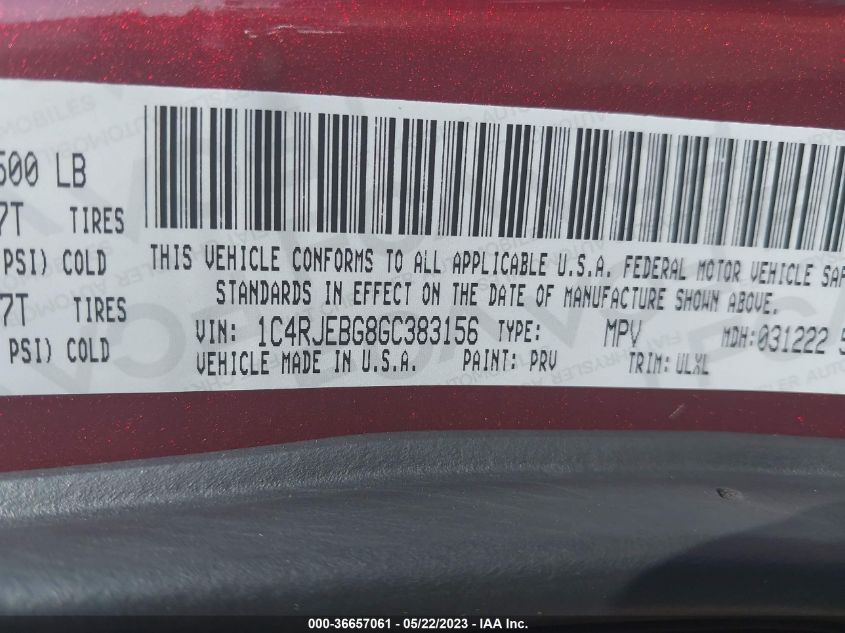 500 LB
7T TIRES
PSI) COLD
7T TIRES
PSI) COLD
THIS VEHICLE CONFORMS TO ALL APPLICABLE U.S.A. FEDERAL MOTOR VEHICLE SAF
STANDARDS IN EFFECT ON THE DATE OF MANUFACTURE SHOWN ABOVE.
VIN: 1C4RJEBG8GC383156 TYPE: MPV MDH:031222 5
VEHICLE MADE IN U.S.A. PAINT: PRV TRIM: ULXL
000-36657061 - 05/22/2023 - IAA Inc.